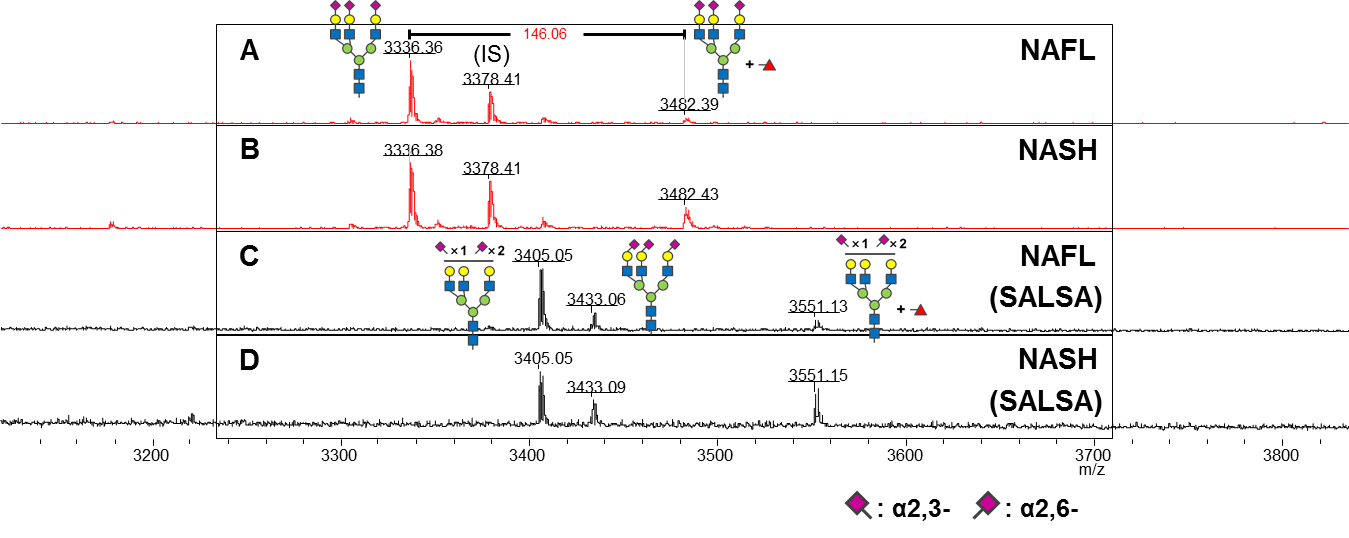 A
3336.36
146.06
(IS)
3378.41
3482.39
+
NAFL
B
3336.38
3378.41
3482.43
NASH
C
×1 ×2
3405.05
3433.06
×1 ×2
3551.13
+
NAFL
(SALSA)
D
3405.05
3433.09
3551.15
NASH
(SALSA)
3200 3300 3400 3500 3600 3700 3800
m/z
: α2,3- : α2,6-